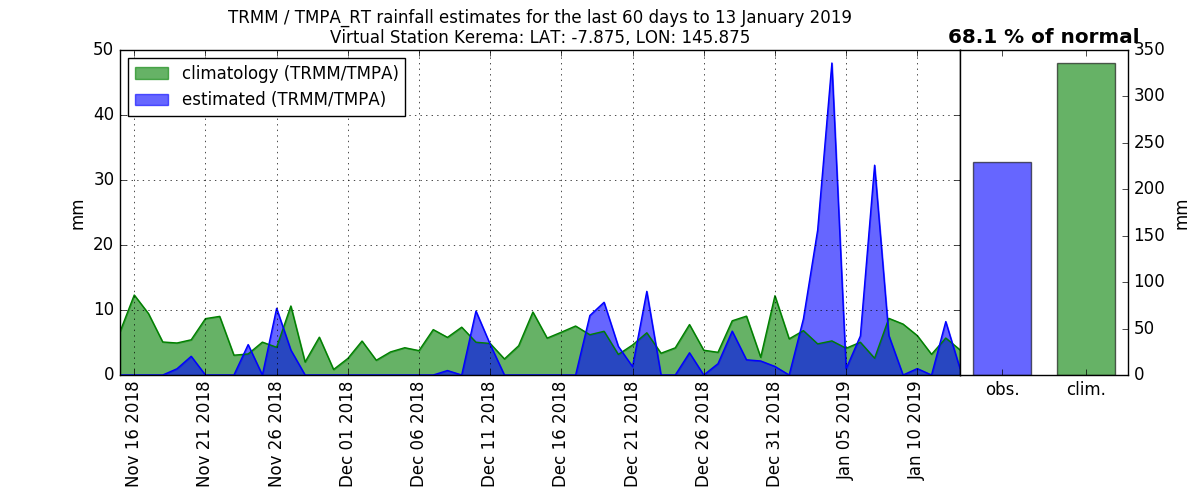 TRMM / TMPA_RT rainfall estimates for the last 60 days to 13 January 2019
Virtual Station Kerema: LAT: -7.875, LON: 145.875
68.1 % of normal
climatology (TRMM/TMPA)
estimated (TRMM/TMPA)
mm
50
40
30
20
10
0
Nov 16 2018
Nov 21 2018
Nov 26 2018
Dec 01 2018
Dec 06 2018
Dec 11 2018
Dec 16 2018
Dec 21 2018
Dec 26 2018
Dec 31 2018
Jan 05 2019
Jan 10 2019
obs.
clim.
350
300
250
200
150
100
50
0
mm